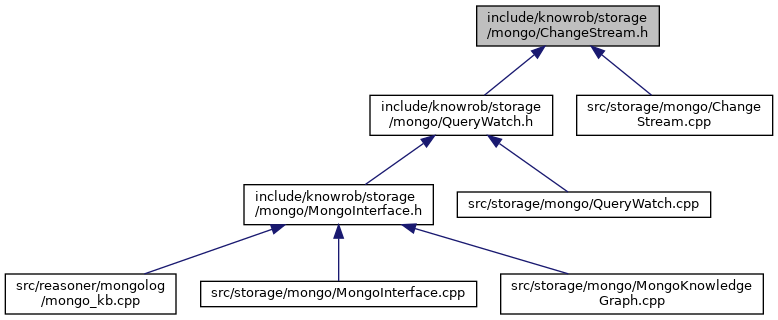 include/knowrob/storage
/mongo/ChangeStream.h
include/knowrob/storage
/mongo/QueryWatch.h
src/storage/mongo/Change
Stream.cpp
include/knowrob/storage
/mongo/MongoInterface.h
src/storage/mongo/QueryWatch.cpp
src/reasoner/mongolog
/mongo_kb.cpp
src/storage/mongo/MongoInterface.cpp
src/storage/mongo/MongoKnowledge
Graph.cpp